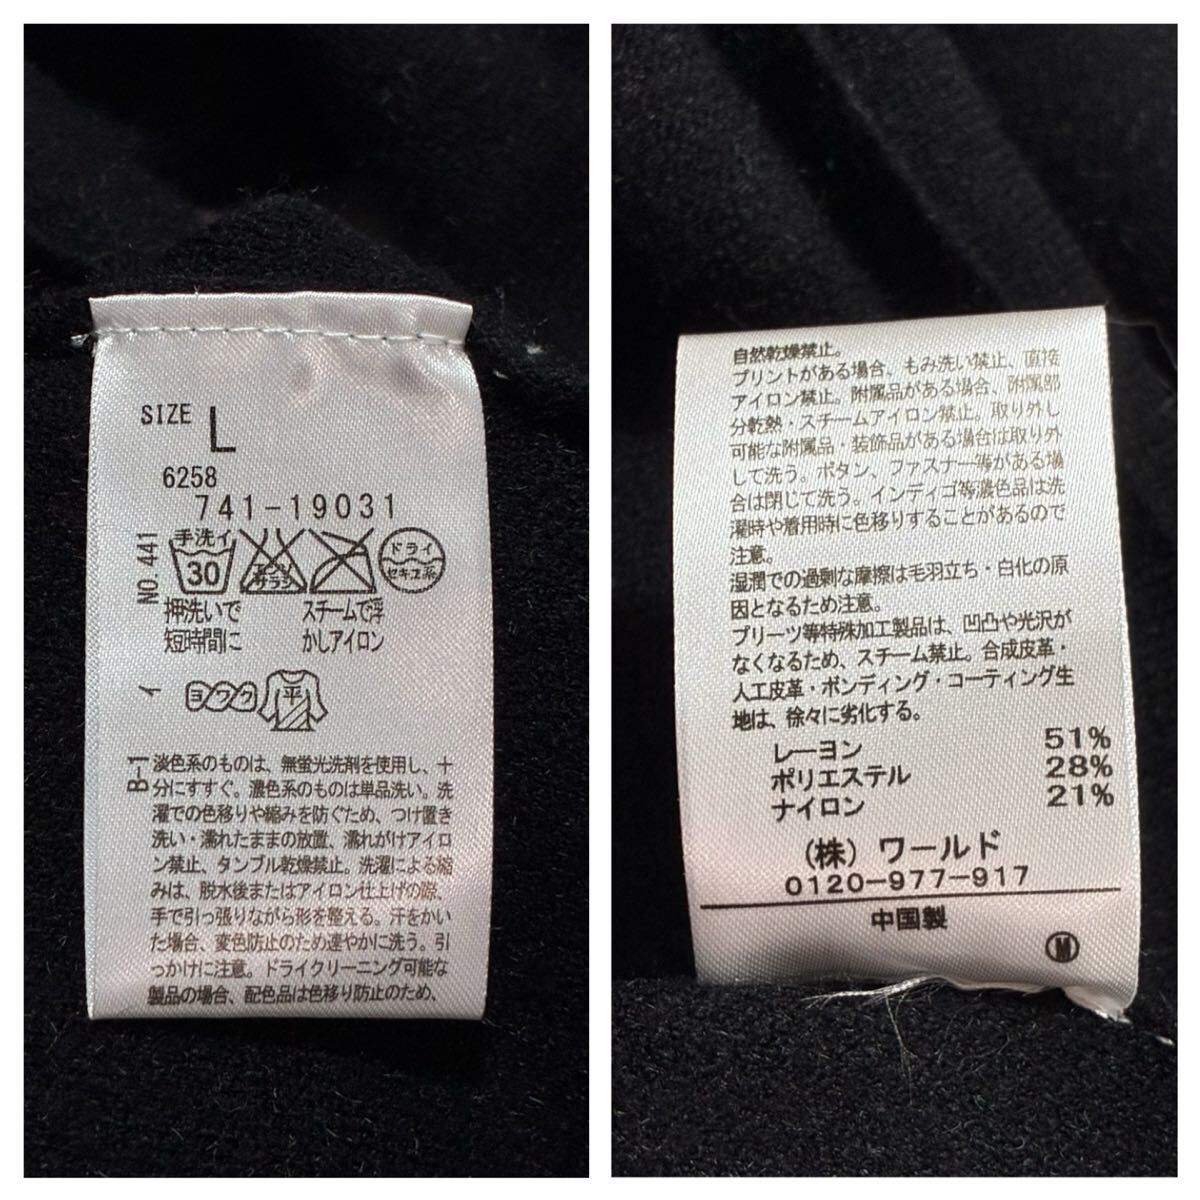 SIZE L
6258
741-19031
NO.441
手洗イ
30
エンソ
サラシ
ドライ
セキユ系
押洗いで
短時間に
スチームで浮
かしアイロン
イ
ヨワク
平
B-1
淡色系のものは、無蛍光洗剤を使用し、十
分にすすぐ。濃色系のものは単品洗い。洗
濯での色移りや縮みを防ぐため、つけ置き
洗い・濡れたままの放置、濡れがけアイロ
ン禁止、タンブル乾燥禁止。洗濯による縮
みは、脱水後またはアイロン仕上げの際、
手で引っ張りながら形を整える。汗をかい
た場合、変色防止のため速やかに洗う。引
っかけに注意。ドライクリーニング可能な
製品の場合、配色品は色移り防止のため、
自然乾燥禁止。
プリントがある場合、もみ洗い禁止、直接
アイロン禁止。附属品がある場合、附属部
分乾熱・スチームアイロン禁止。取り外し
可能な附属品・装飾品がある場合は取り外
して洗う。ボタン、ファスナー等がある場
合は閉じて洗う。インディゴ等濃色品は洗
濯時や着用時に色移りすることがあるので
注意。
湿潤での過剰な摩擦は毛羽立ち・白化の原
因となるため注意。
プリーツ等特殊加工製品は、凹凸や光沢が
なくなるため、スチーム禁止。合成皮革・
人工皮革・ボンディング・コーティング生
地は、徐々に劣化する。
レーヨン 51%
ポリエステル 28%
ナイロン 21%
(株) ワールド
0120-977-917
中国製
M